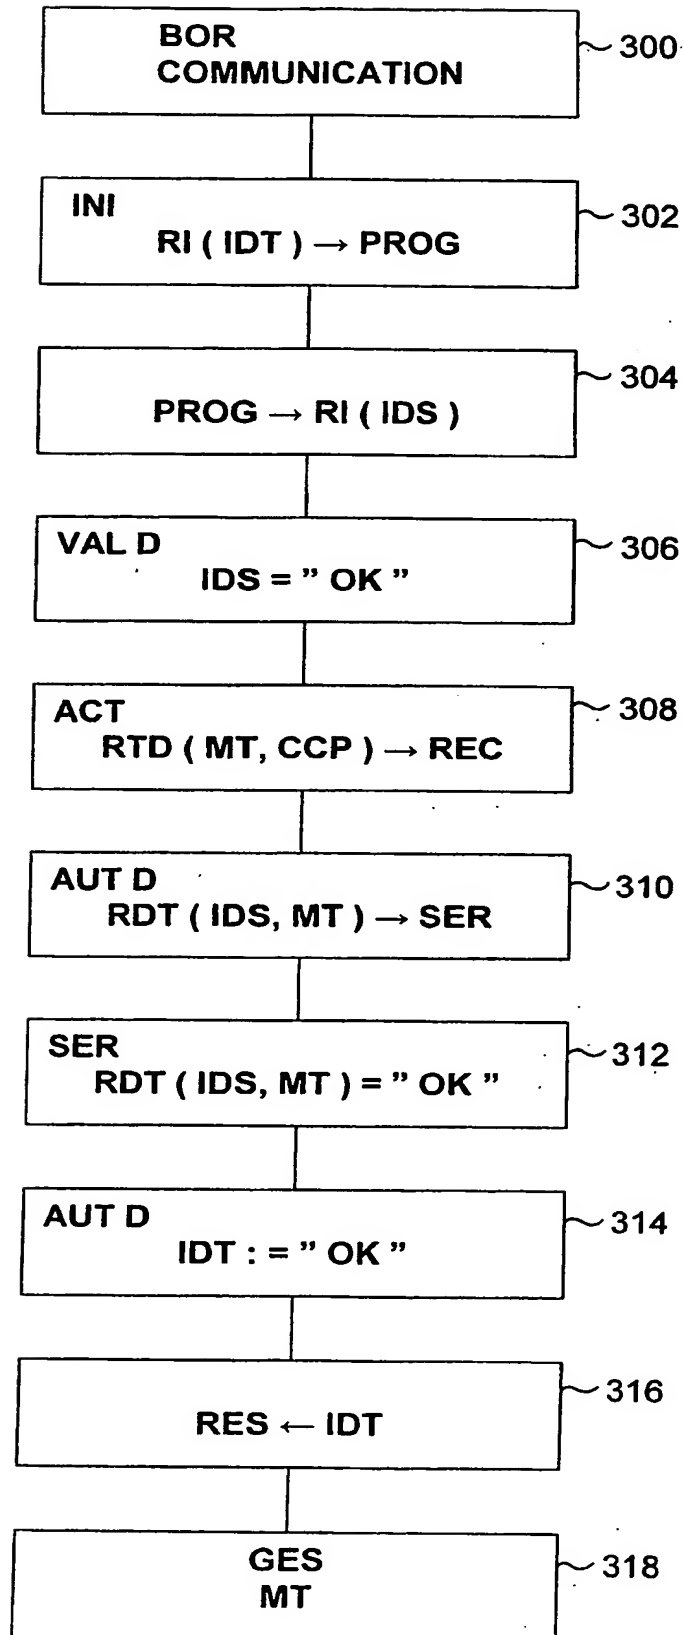 BOR
COMMUNICATION
300
INI
302
RI ( IDT ) → PROG
304
PROG → RI ( IDS )
VAL D
306
IDS = ” OK ”
ACT
308
RTD ( MT, CCP ) → REC
AUT D
310
RDT ( IDS, MT ) → SER
SER
312
RDT ( IDS, MT ) = ” OK ”
AUT D
314
IDT : = ” OK ”
316
RES ← IDT
GES
318
MT